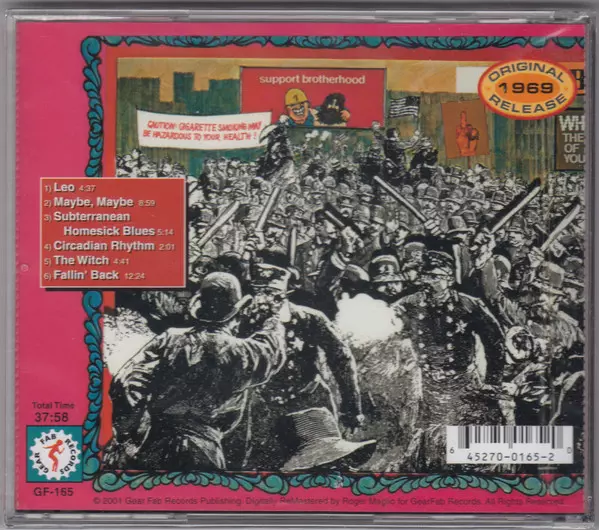 support brotherhood
ORIGINAL
1969
RELEASE
CAUTION: CIGARETTE SMOKING MAY
BE HAZARDOUS TO YOUR HEALTH!
WH
THE
OF
YOU
1) Leo 4:37
2) Maybe, Maybe 8:59
3) Subterranean
Homesick Blues 5:14
4) Circadian Rhythm 2:01
5) The Witch 4:41
6) Fallin' Back 12:24
Total Time
37:58
GEAR FAB RECORDS
GF-165
6 45270-0165-2 0
© 2001 Gear Fab Records Publishing. Digitally ReMastered by Roger Maglio for GearFab Records. All Rights Reserved.